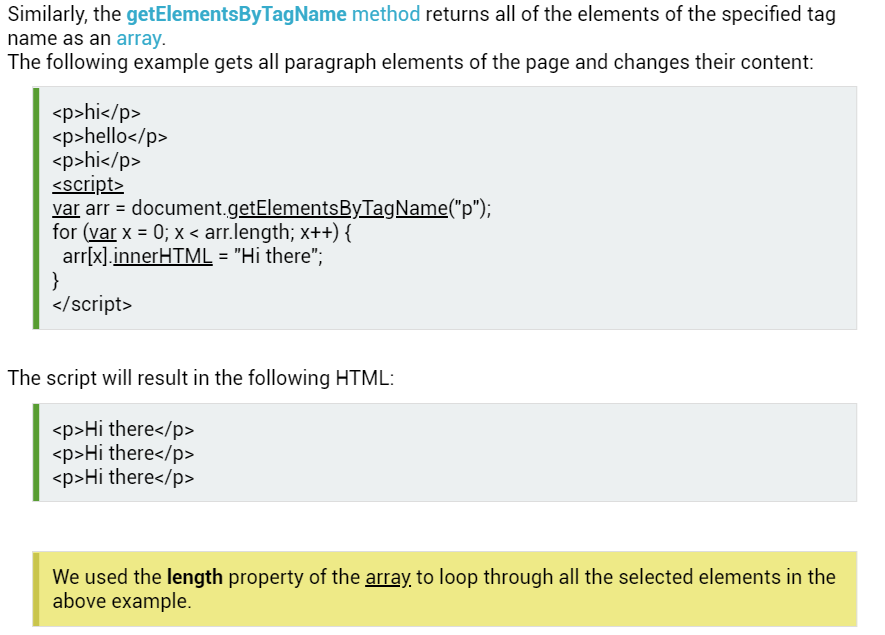 Similarly, the getElementsByTagName method returns all of the elements of the specified tag
name as an array.
The following example gets all paragraph elements of the page and changes their content:
<p>hi</p>
<p>hello</p>
<p>hi</p>
<script>
var arr = document.getElementsByTagName("p");
for (var x = 0; x < arr.length; x++) {
  arr[x].innerHTML = "Hi there";
}
</script>
The script will result in the following HTML:
<p>Hi there</p>
<p>Hi there</p>
<p>Hi there</p>
We used the length property of the array to loop through all the selected elements in the
above example.